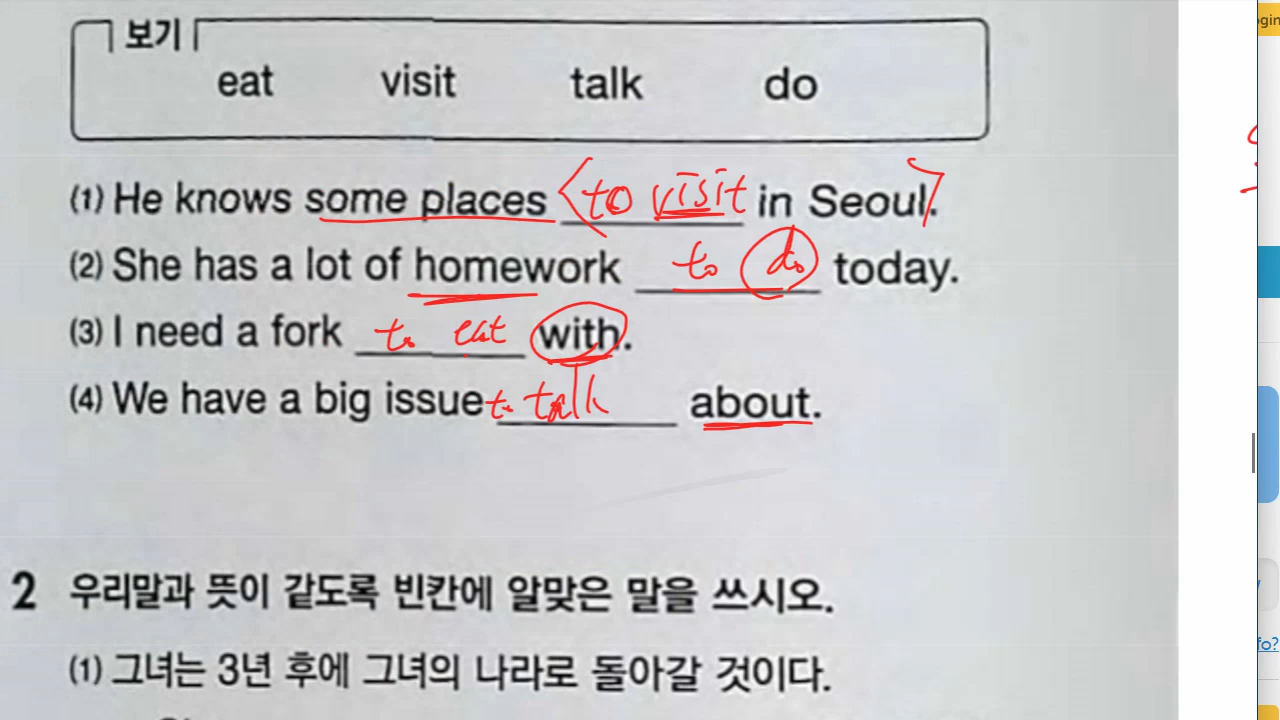 보기
eat visit talk do
(1) He knows some places to visit in Seoul.
(2) She has a lot of homework to do today.
(3) I need a fork to eat with.
(4) We have a big issue to talk about.
2 우리말과 뜻이 같도록 빈칸에 알맞은 말을 쓰시오.
(1) 그녀는 3년 후에 그녀의 나라로 돌아갈 것이다.